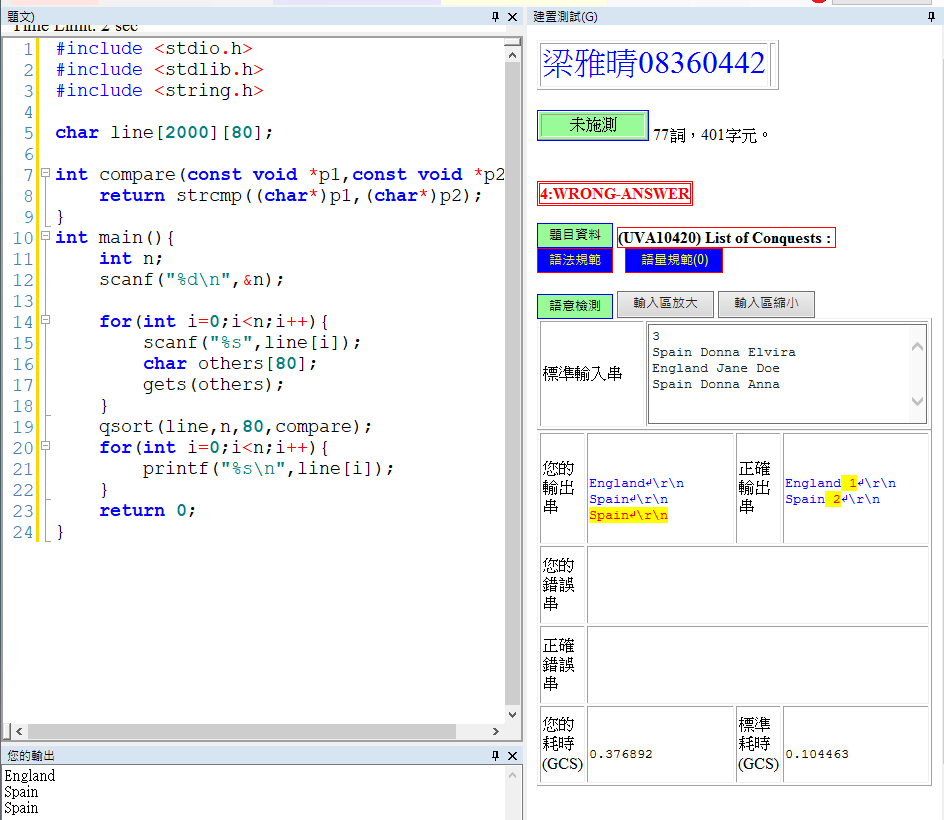 題文)
Time Limit: 2 sec
1 #include <stdio.h>
2 #include <stdlib.h>
3 #include <string.h>
4
5 char line[2000][80];
6
7 int compare(const void *p1,const void *p2
8     return strcmp((char*)p1,(char*)p2);
9 }
10 int main(){
11     int n;
12     scanf("%d\n",&n);
13
14     for(int i=0;i<n;i++){
15         scanf("%s",line[i]);
16         char others[80];
17         gets(others);
18     }
19     qsort(line,n,80,compare);
20     for(int i=0;i<n;i++){
21         printf("%s\n",line[i]);
22     }
23     return 0;
24 }
您的輸出
England
Spain
Spain
建置測試(G)
梁雅晴08360442
未施測 77詞，401字元。
4:WRONG-ANSWER
題目資料 (UVA10420) List of Conquests :
語法規範 語量規範(0)
語意檢測 輸入區放大 輸入區縮小
標準輸入串
3
Spain Donna Elvira
England Jane Doe
Spain Donna Anna
您的輸出串
England↵\r\n
Spain↵\r\n
Spain↵\r\n
正確輸出串
England 1↵\r\n
Spain 2↵\r\n
您的錯誤串
正確錯誤串
您的耗時(GCS) 0.376892 標準耗時(GCS) 0.104463